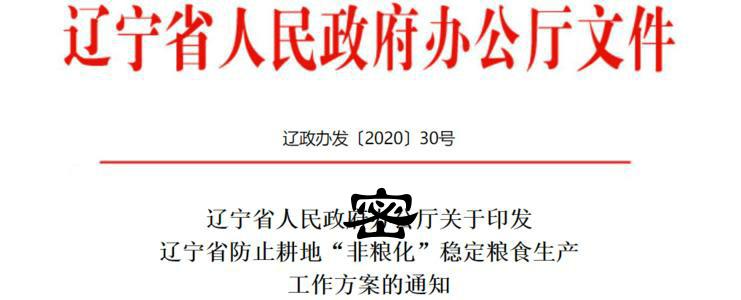 辽宁省人民政府办公厅文件
辽政办发〔2020〕30号
密
辽宁省人民政府办公厅关于印发
辽宁省防止耕地“非粮化”稳定粮食生产
工作方案的通知